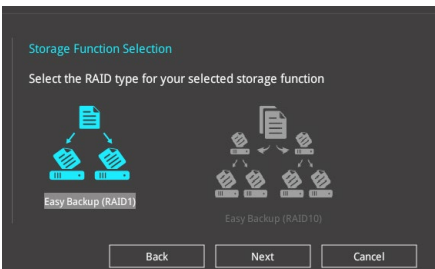 Storage Function Selection
Select the RAID type for your selected storage function
Easy Backup (RAID1)
Easy Backup (RAID10)
Back
Next
Cancel